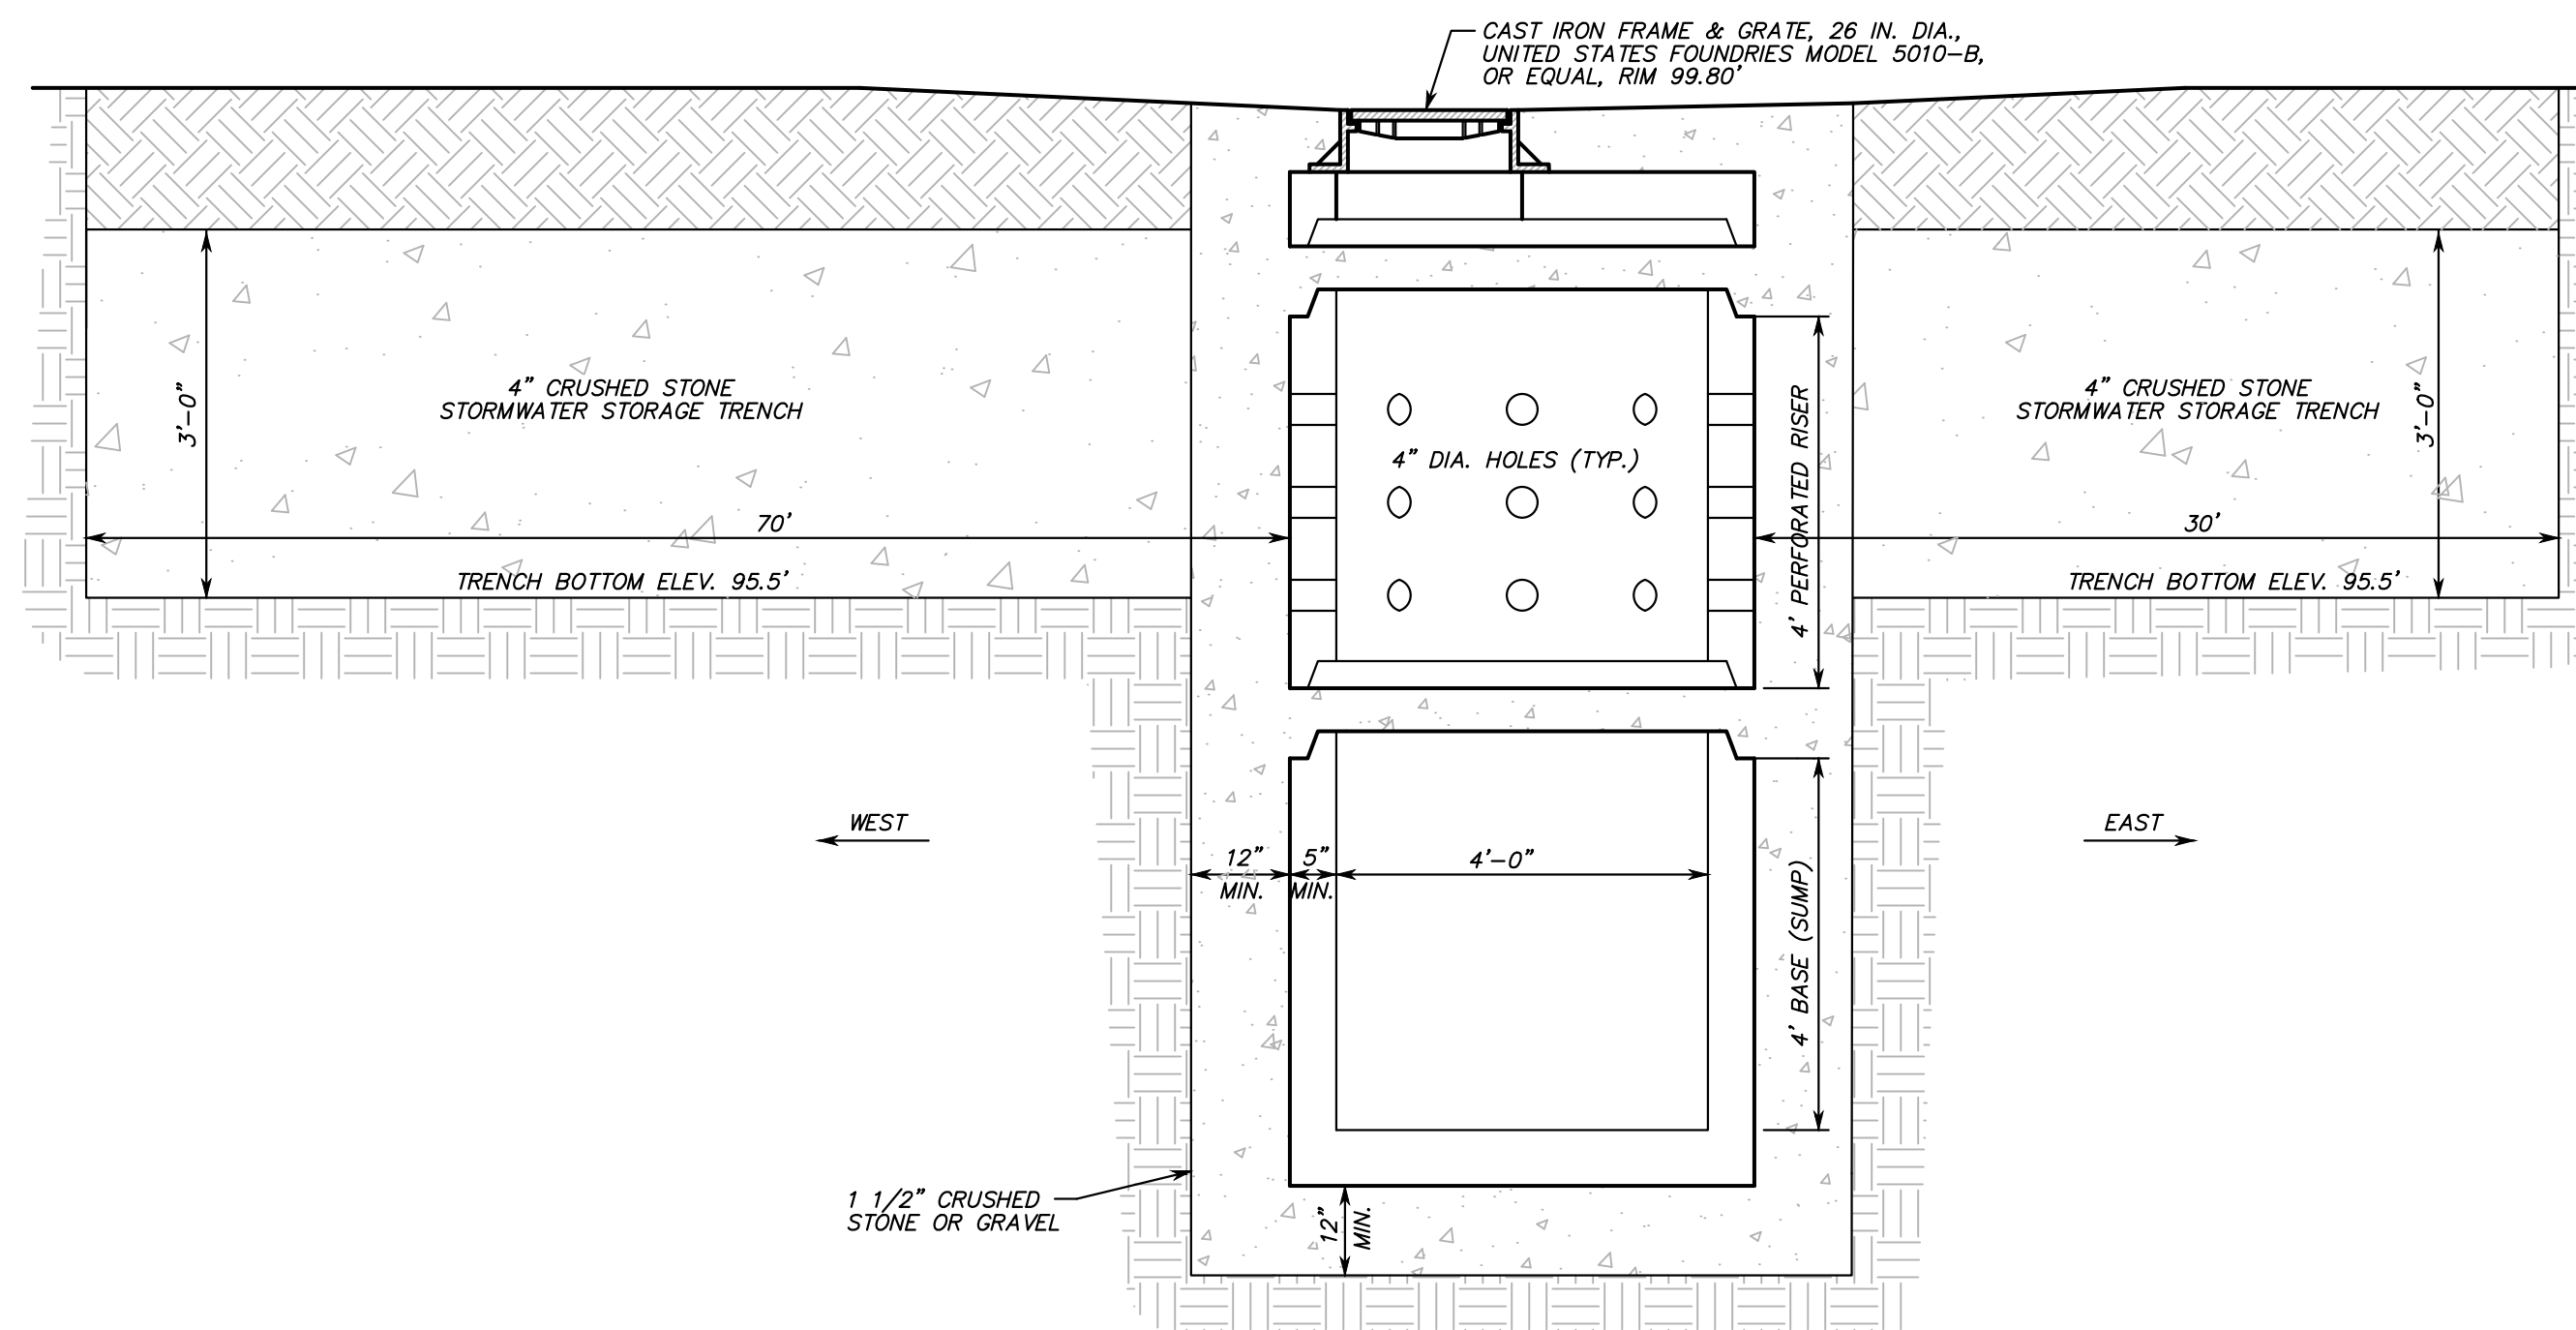 CAST IRON FRAME & GRATE, 26 IN. DIA.,
UNITED STATES FOUNDRIES MODEL 5010-B,
OR EQUAL, RIM 99.80'
3'-0"
4" CRUSHED STONE
STORMWATER STORAGE TRENCH
70'
TRENCH BOTTOM ELEV. 95.5'
4" DIA. HOLES (TYP.)
4' PERFORATED RISER
4" CRUSHED STONE
STORMWATER STORAGE TRENCH
3'-0"
30'
TRENCH BOTTOM ELEV. 95.5'
WEST
EAST
12"
MIN.
5"
MIN.
4'-0"
4' BASE (SUMP)
1 1/2" CRUSHED
STONE OR GRAVEL
12"
MIN.